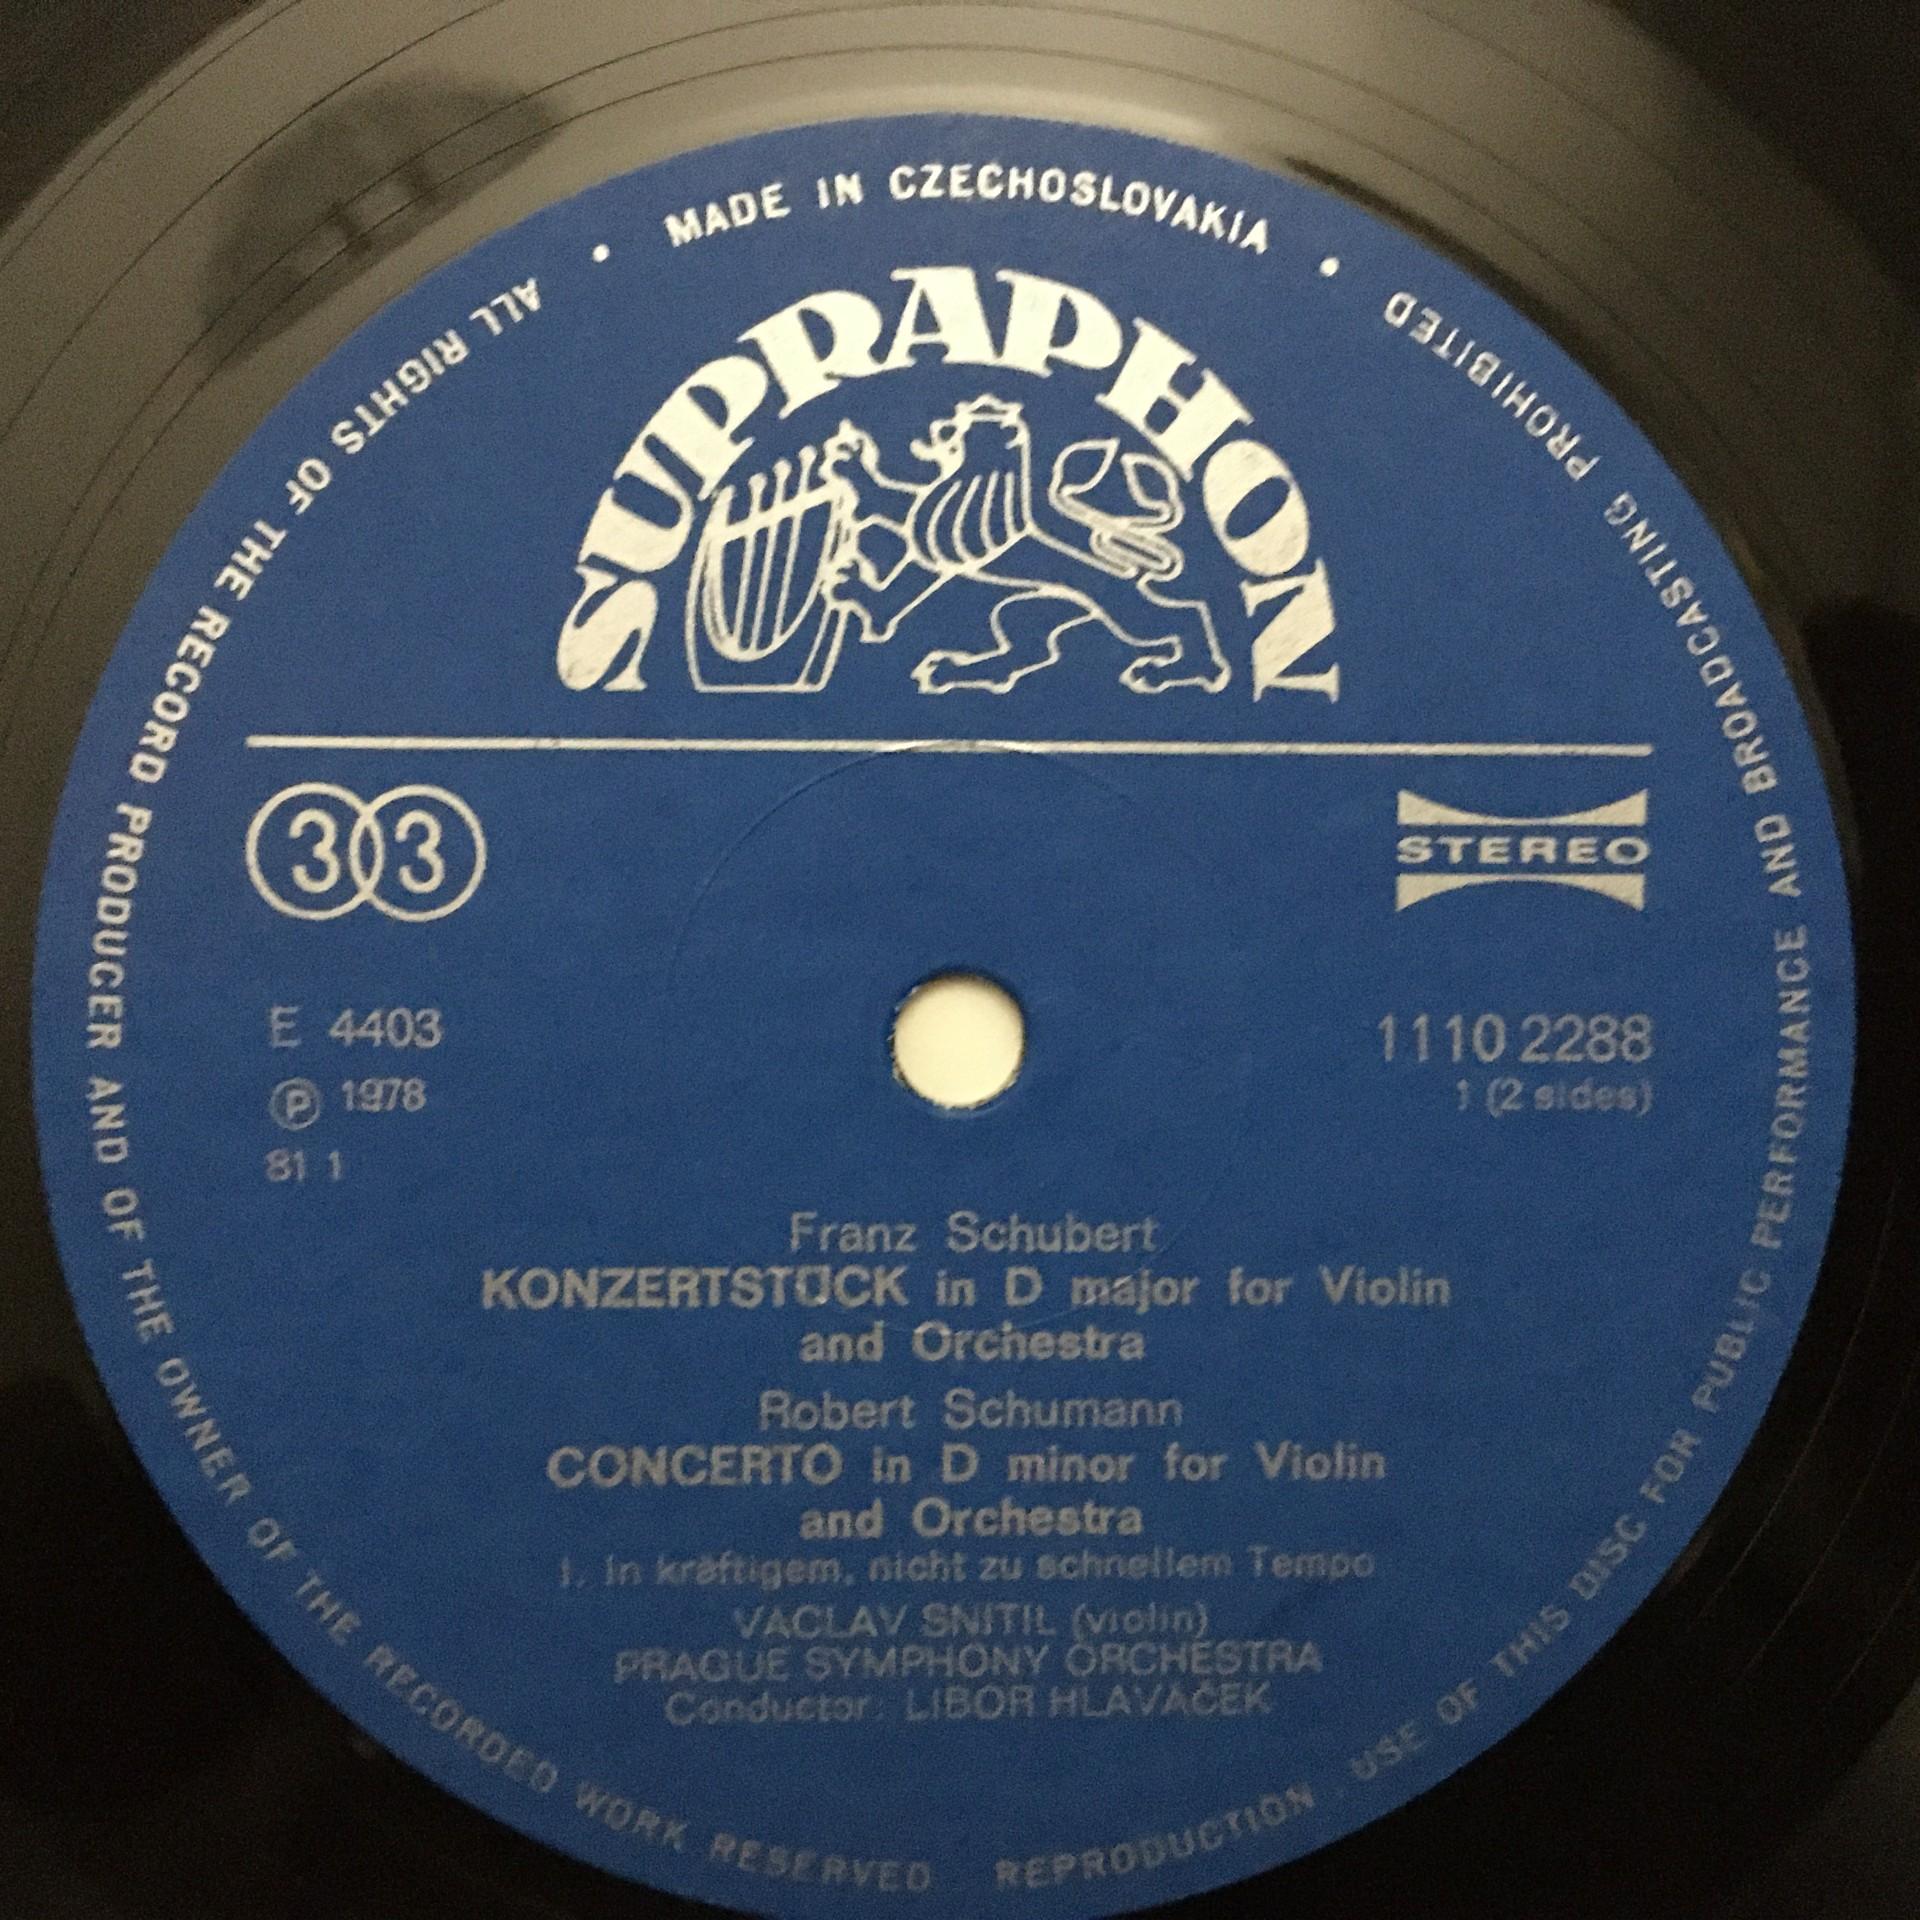 ALL RIGHTS OF THE RECORD PRODUCER AND OF THE OWNER OF THE RECORDED WORK RESERVED
REPRODUCTION . USE OF THIS DISC FOR PUBLIC PERFORMANCE AND BROADCASTING PROHIBITED
• MADE IN CZECHOSLOVAKIA •
SUPRAPHON
33
STEREO
E 4403
1110 2288
Ⓟ 1978
1 (2 sides)
81 1
Franz Schubert
KONZERTSTÜCK in D major for Violin
and Orchestra
Robert Schumann
CONCERTO in D minor for Violin
and Orchestra
I. In kräftigem, nicht zu schnellem Tempo
VÁCLAV SNÍTIL (violin)
PRAGUE SYMPHONY ORCHESTRA
Conductor: LIBOR HLAVÁČEK